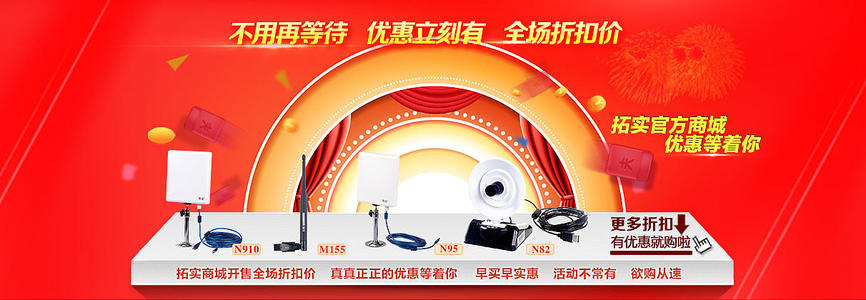 不用再等待 优惠立刻有 全场折扣价
拓实官方商城
优惠等着你
N910
M155
N95
N82
更多折扣
有优惠就购啦
拓实商城开售全场折扣价 真真正正的优惠等着你 早买早实惠 活动不常有 欲购从速